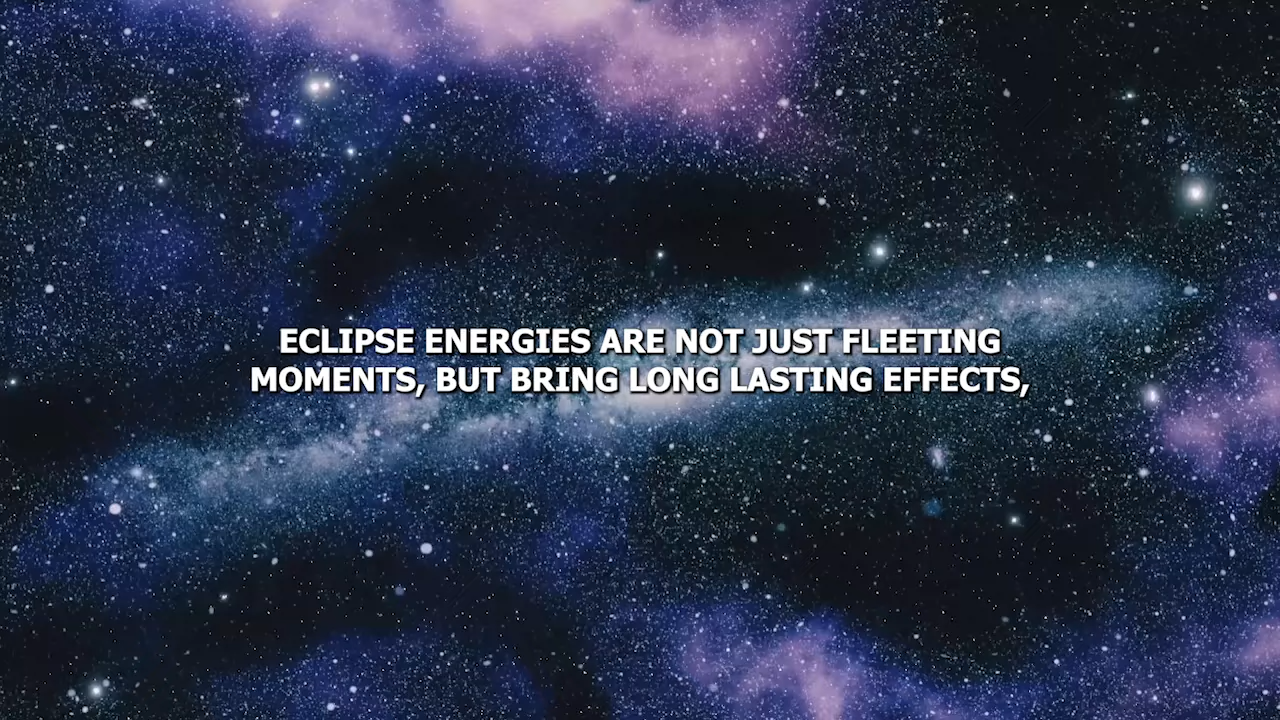 ECLIPSE ENERGIES ARE NOT JUST FLEETING
MOMENTS, BUT BRING LONG LASTING EFFECTS,